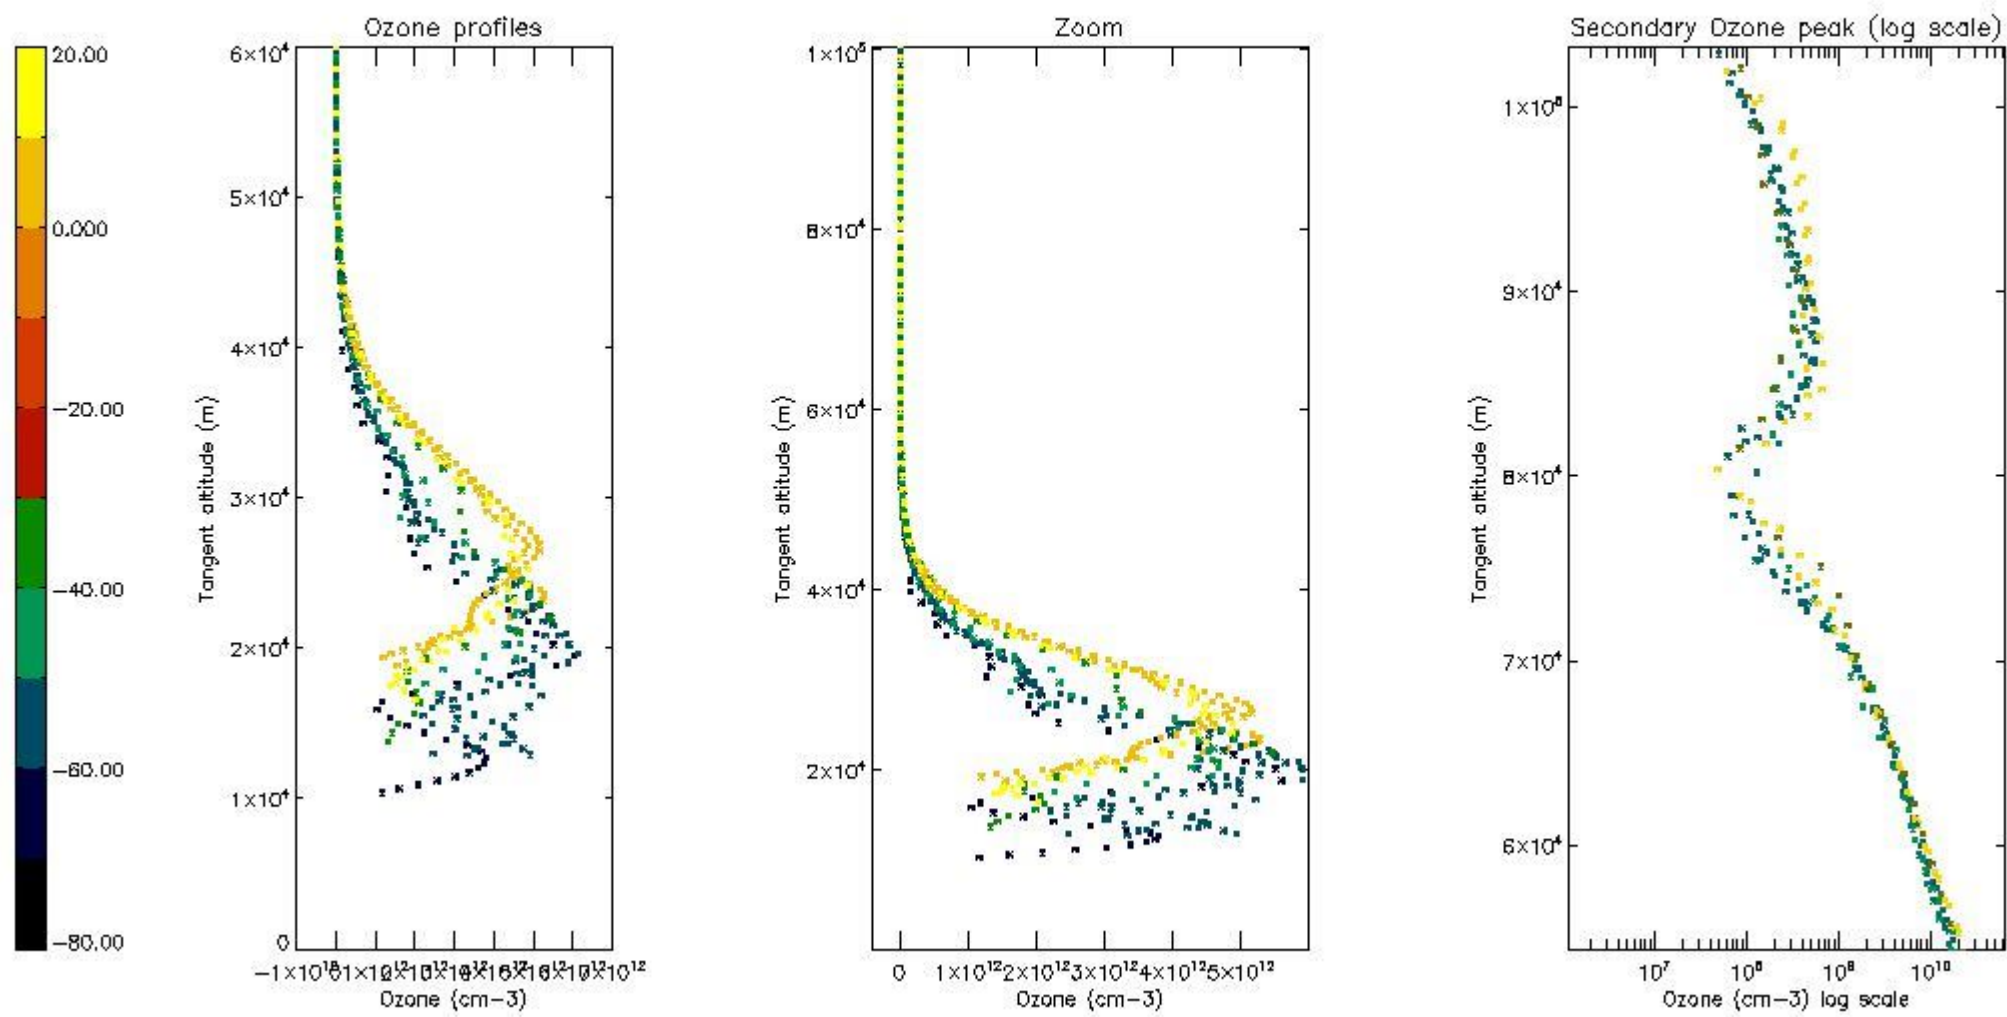 Ozone profiles
Zoom
Secondary Ozone peak (log scale)
20.00
0.000
−20.00
−40.00
−60.00
−80.00
6×10⁴
5×10⁴
4×10⁴
3×10⁴
2×10⁴
1×10⁴
0
Tangent altitude (m)
Ozone (cm−3)
1×10⁵
8×10⁴
6×10⁴
4×10⁴
2×10⁴
Tangent altitude (m)
0 1×10¹² 2×10¹² 3×10¹² 4×10¹² 5×10¹²
Ozone (cm−3)
1×10⁵
9×10⁴
8×10⁴
7×10⁴
6×10⁴
Tangent altitude (m)
10⁷ 10⁸ 10⁹ 10¹⁰
Ozone (cm−3) log scale